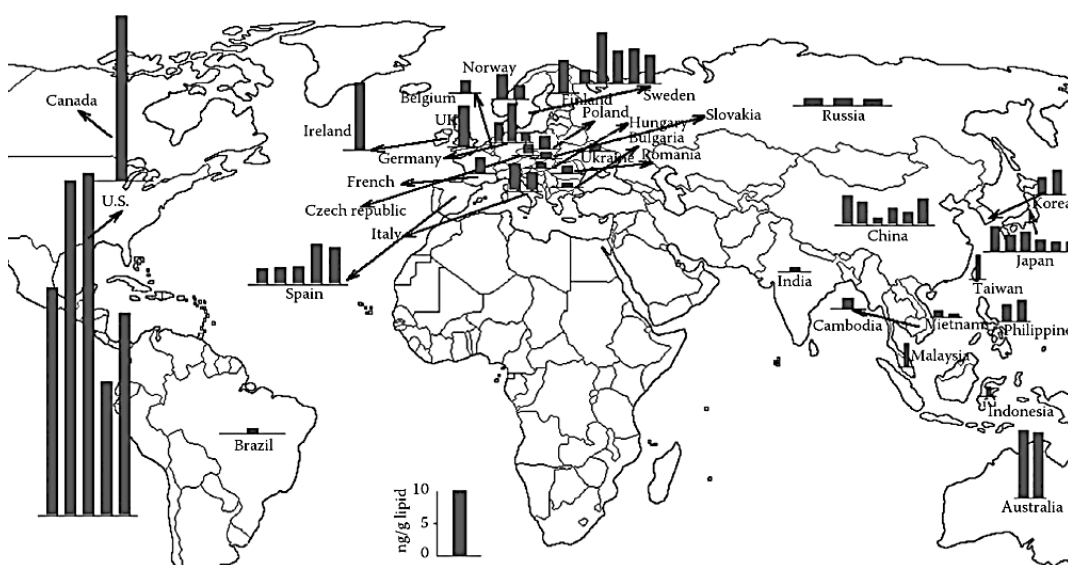 Canada
U.S.
Ireland
Belgium
UK
Norway
Finland
Sweden
Poland
Hungary
Slovakia
Bulgaria
Ukraine
Romania
Germany
French
Czech republic
Italy
Spain
Russia
Korea
China
Japan
India
Taiwan
Cambodia
Vietnam
Philippine
Malaysia
Indonesia
Brazil
Australia
ng/g lipid
10
5
0